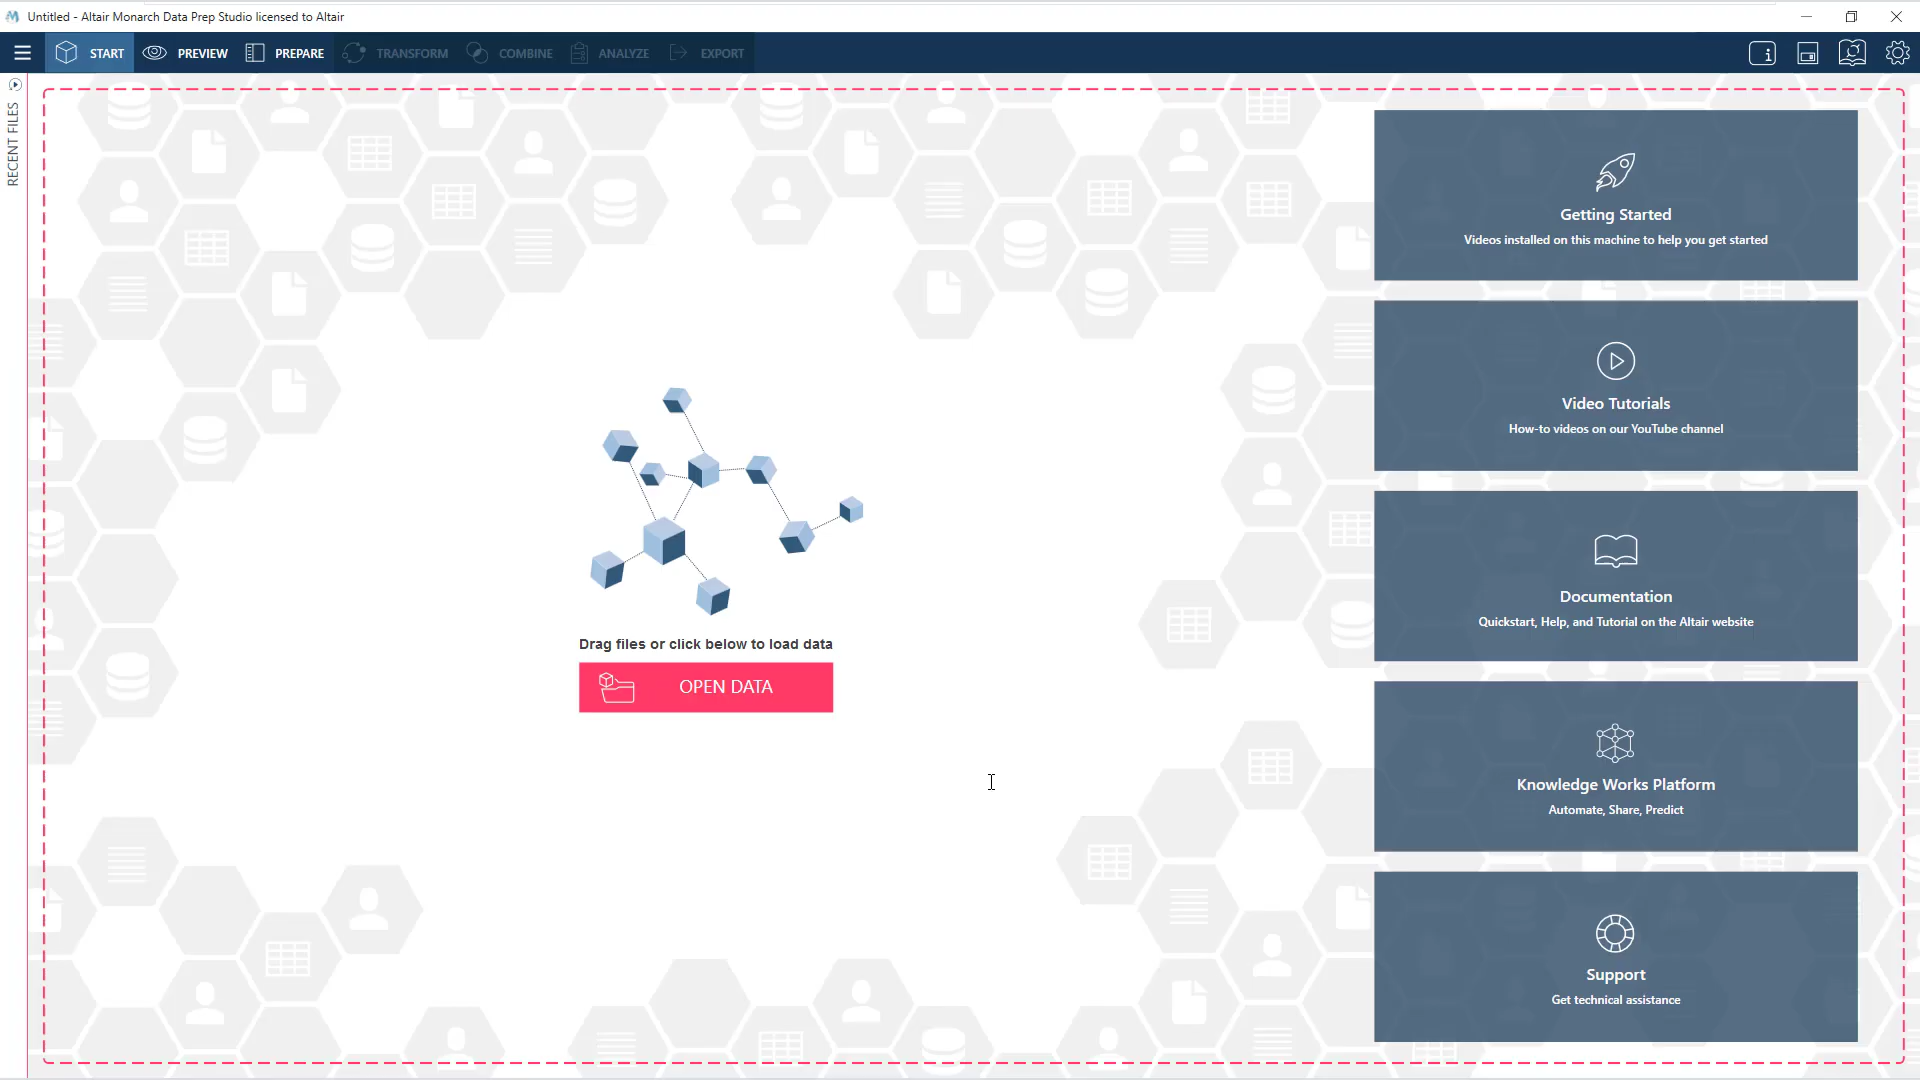 Untitled - Altair Monarch Data Prep Studio licensed to Altair
START
PREVIEW
PREPARE
TRANSFORM
COMBINE
ANALYZE
EXPORT
RECENT FILES
Getting Started
Videos installed on this machine to help you get started
Video Tutorials
How-to videos on our YouTube channel
Documentation
Quickstart, Help, and Tutorial on the Altair website
Drag files or click below to load data
OPEN DATA
Knowledge Works Platform
Automate, Share, Predict
Support
Get technical assistance